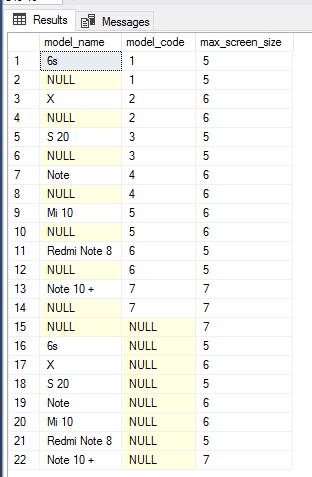 Results Messages
model_name model_code max_screen_size
1 6s 1 5
2 NULL 1 5
3 X 2 6
4 NULL 2 6
5 S 20 3 5
6 NULL 3 5
7 Note 4 6
8 NULL 4 6
9 Mi 10 5 6
10 NULL 5 6
11 Redmi Note 8 6 5
12 NULL 6 5
13 Note 10 + 7 7
14 NULL 7 7
15 NULL NULL 7
16 6s NULL 5
17 X NULL 6
18 S 20 NULL 5
19 Note NULL 6
20 Mi 10 NULL 6
21 Redmi Note 8 NULL 5
22 Note 10 + NULL 7